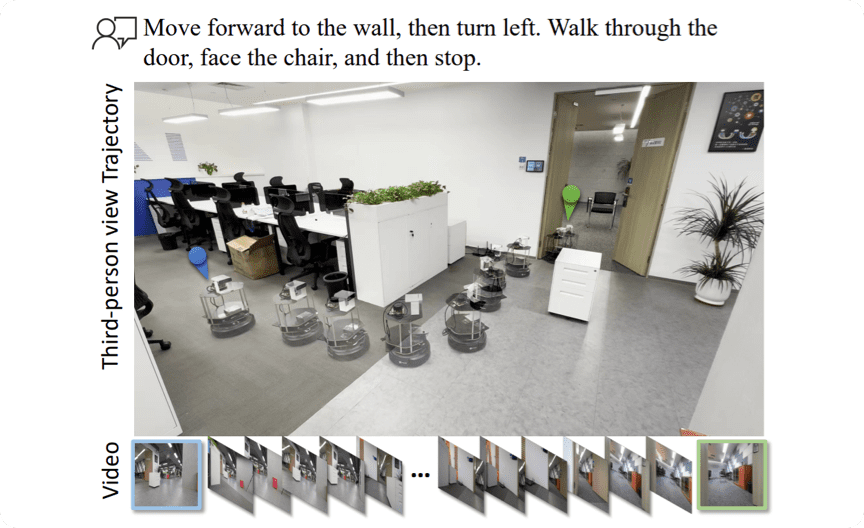 Move forward to the wall, then turn left. Walk through the
door, face the chair, and then stop.
Third-person view Trajectory
Video
...